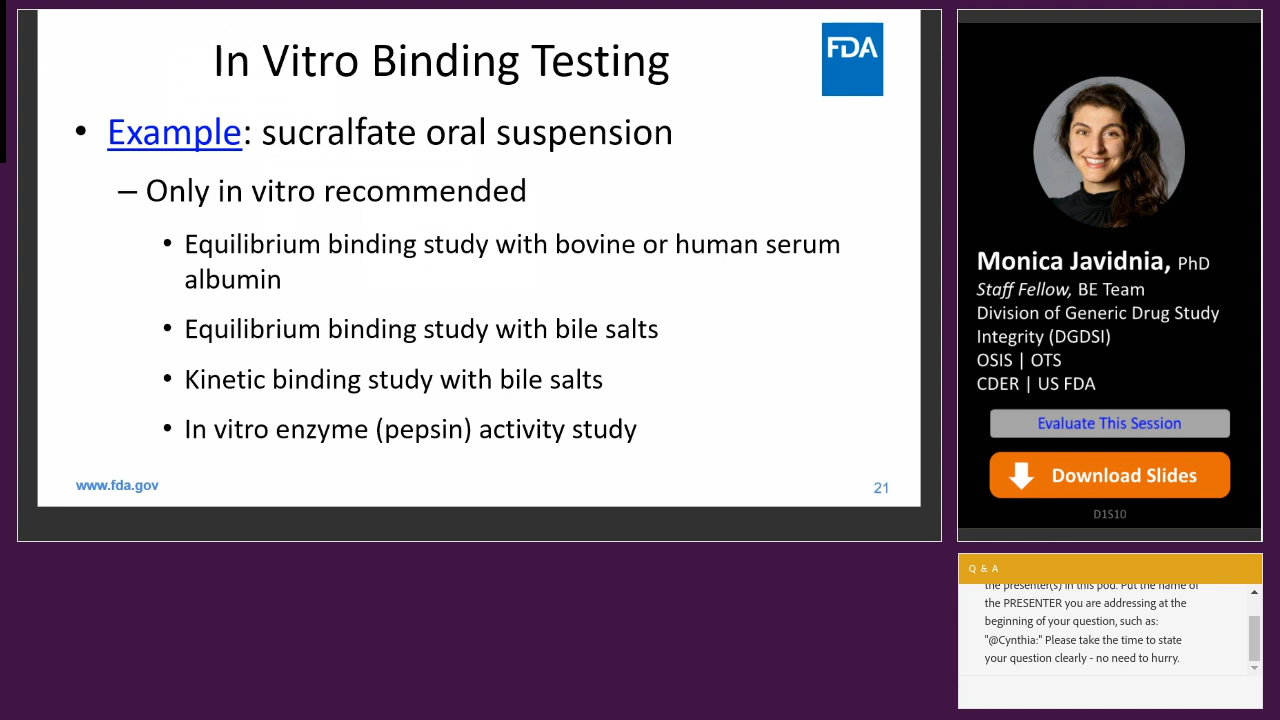 In Vitro Binding Testing
FDA
• Example: sucralfate oral suspension
– Only in vitro recommended
• Equilibrium binding study with bovine or human serum
albumin
• Equilibrium binding study with bile salts
• Kinetic binding study with bile salts
• In vitro enzyme (pepsin) activity study
www.fda.gov
21
Monica Javidnia, PhD
Staff Fellow, BE Team
Division of Generic Drug Study
Integrity (DGDSI)
OSIS | OTS
CDER | US FDA
Evaluate This Session
Download Slides
D1S10
Q & A
the presenter(s) in this pod. Put the name of
the PRESENTER you are addressing at the
beginning of your question, such as:
"@Cynthia:" Please take the time to state
your question clearly - no need to hurry.